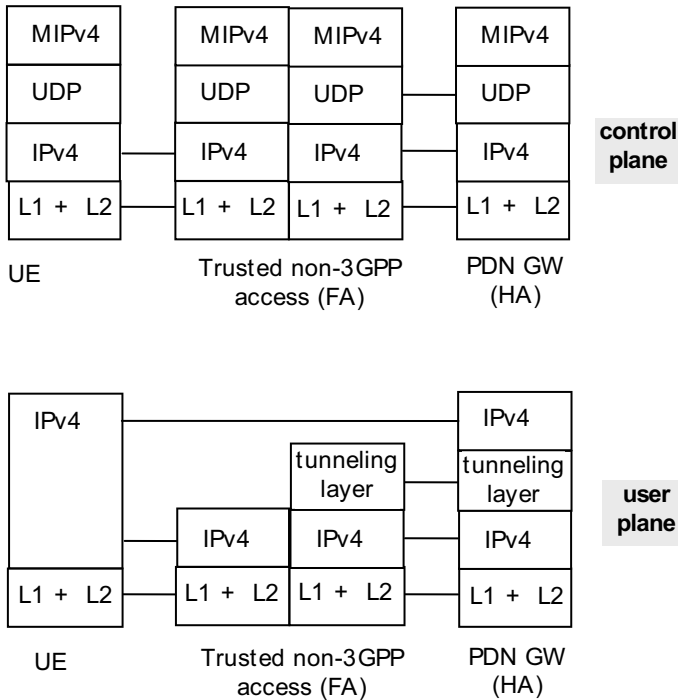 MIPv4 MIPv4 MIPv4 MIPv4
UDP UDP UDP UDP
control
plane
IPv4 IPv4 IPv4 IPv4
L1 + L2 L1 + L2 L1 + L2 L1 + L2
UE Trusted non-3GPP PDN GW
access (FA) (HA)
IPv4 IPv4
tunneling tunneling
layer layer
user
plane
IPv4 IPv4 IPv4
L1 + L2 L1 + L2 L1 + L2 L1 + L2
UE Trusted non-3GPP PDN GW
access (FA) (HA)